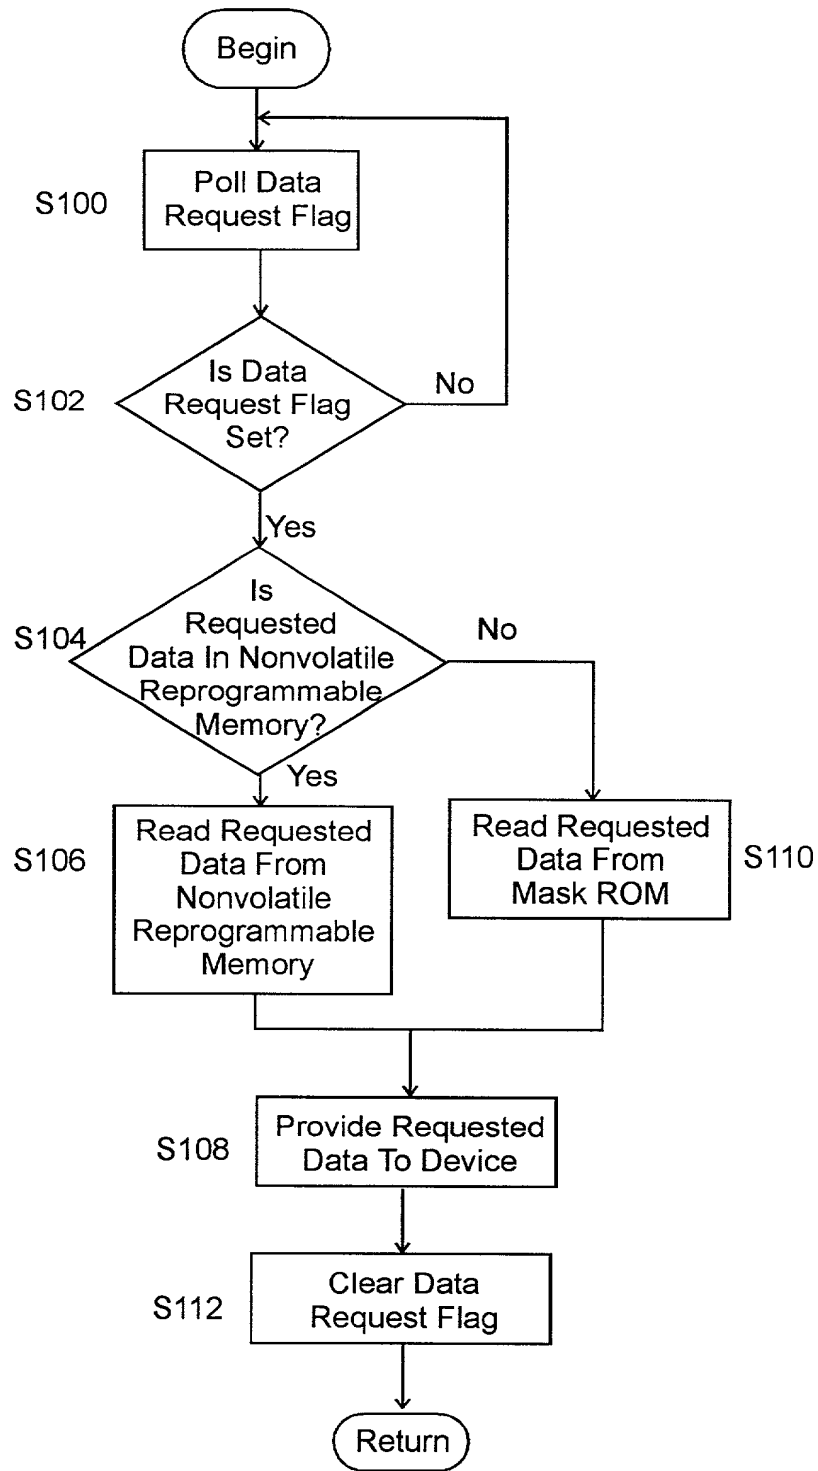 Begin
S100
Poll Data
Request Flag
S102
Is Data
Request Flag
Set?
No
Yes
S104
Is
Requested
Data In Nonvolatile
Reprogrammable
Memory?
No
Yes
S106
Read Requested
Data From
Nonvolatile
Reprogrammable
Memory
Read Requested
Data From
Mask ROM
S110
S108
Provide Requested
Data To Device
S112
Clear Data
Request Flag
Return